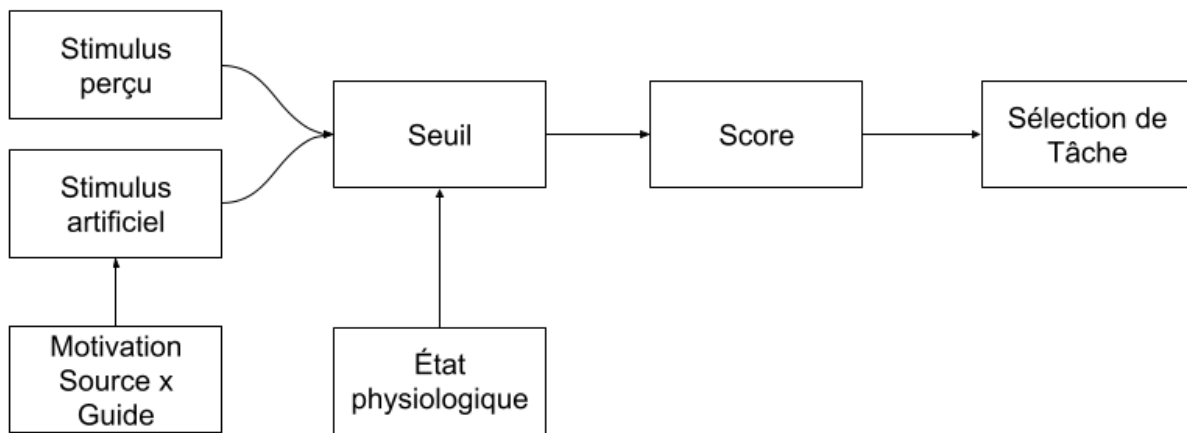 Stimulus
perçu
Stimulus
artificiel
Motivation
Source x
Guide
Seuil
État
physiologique
Score
Sélection de
Tâche